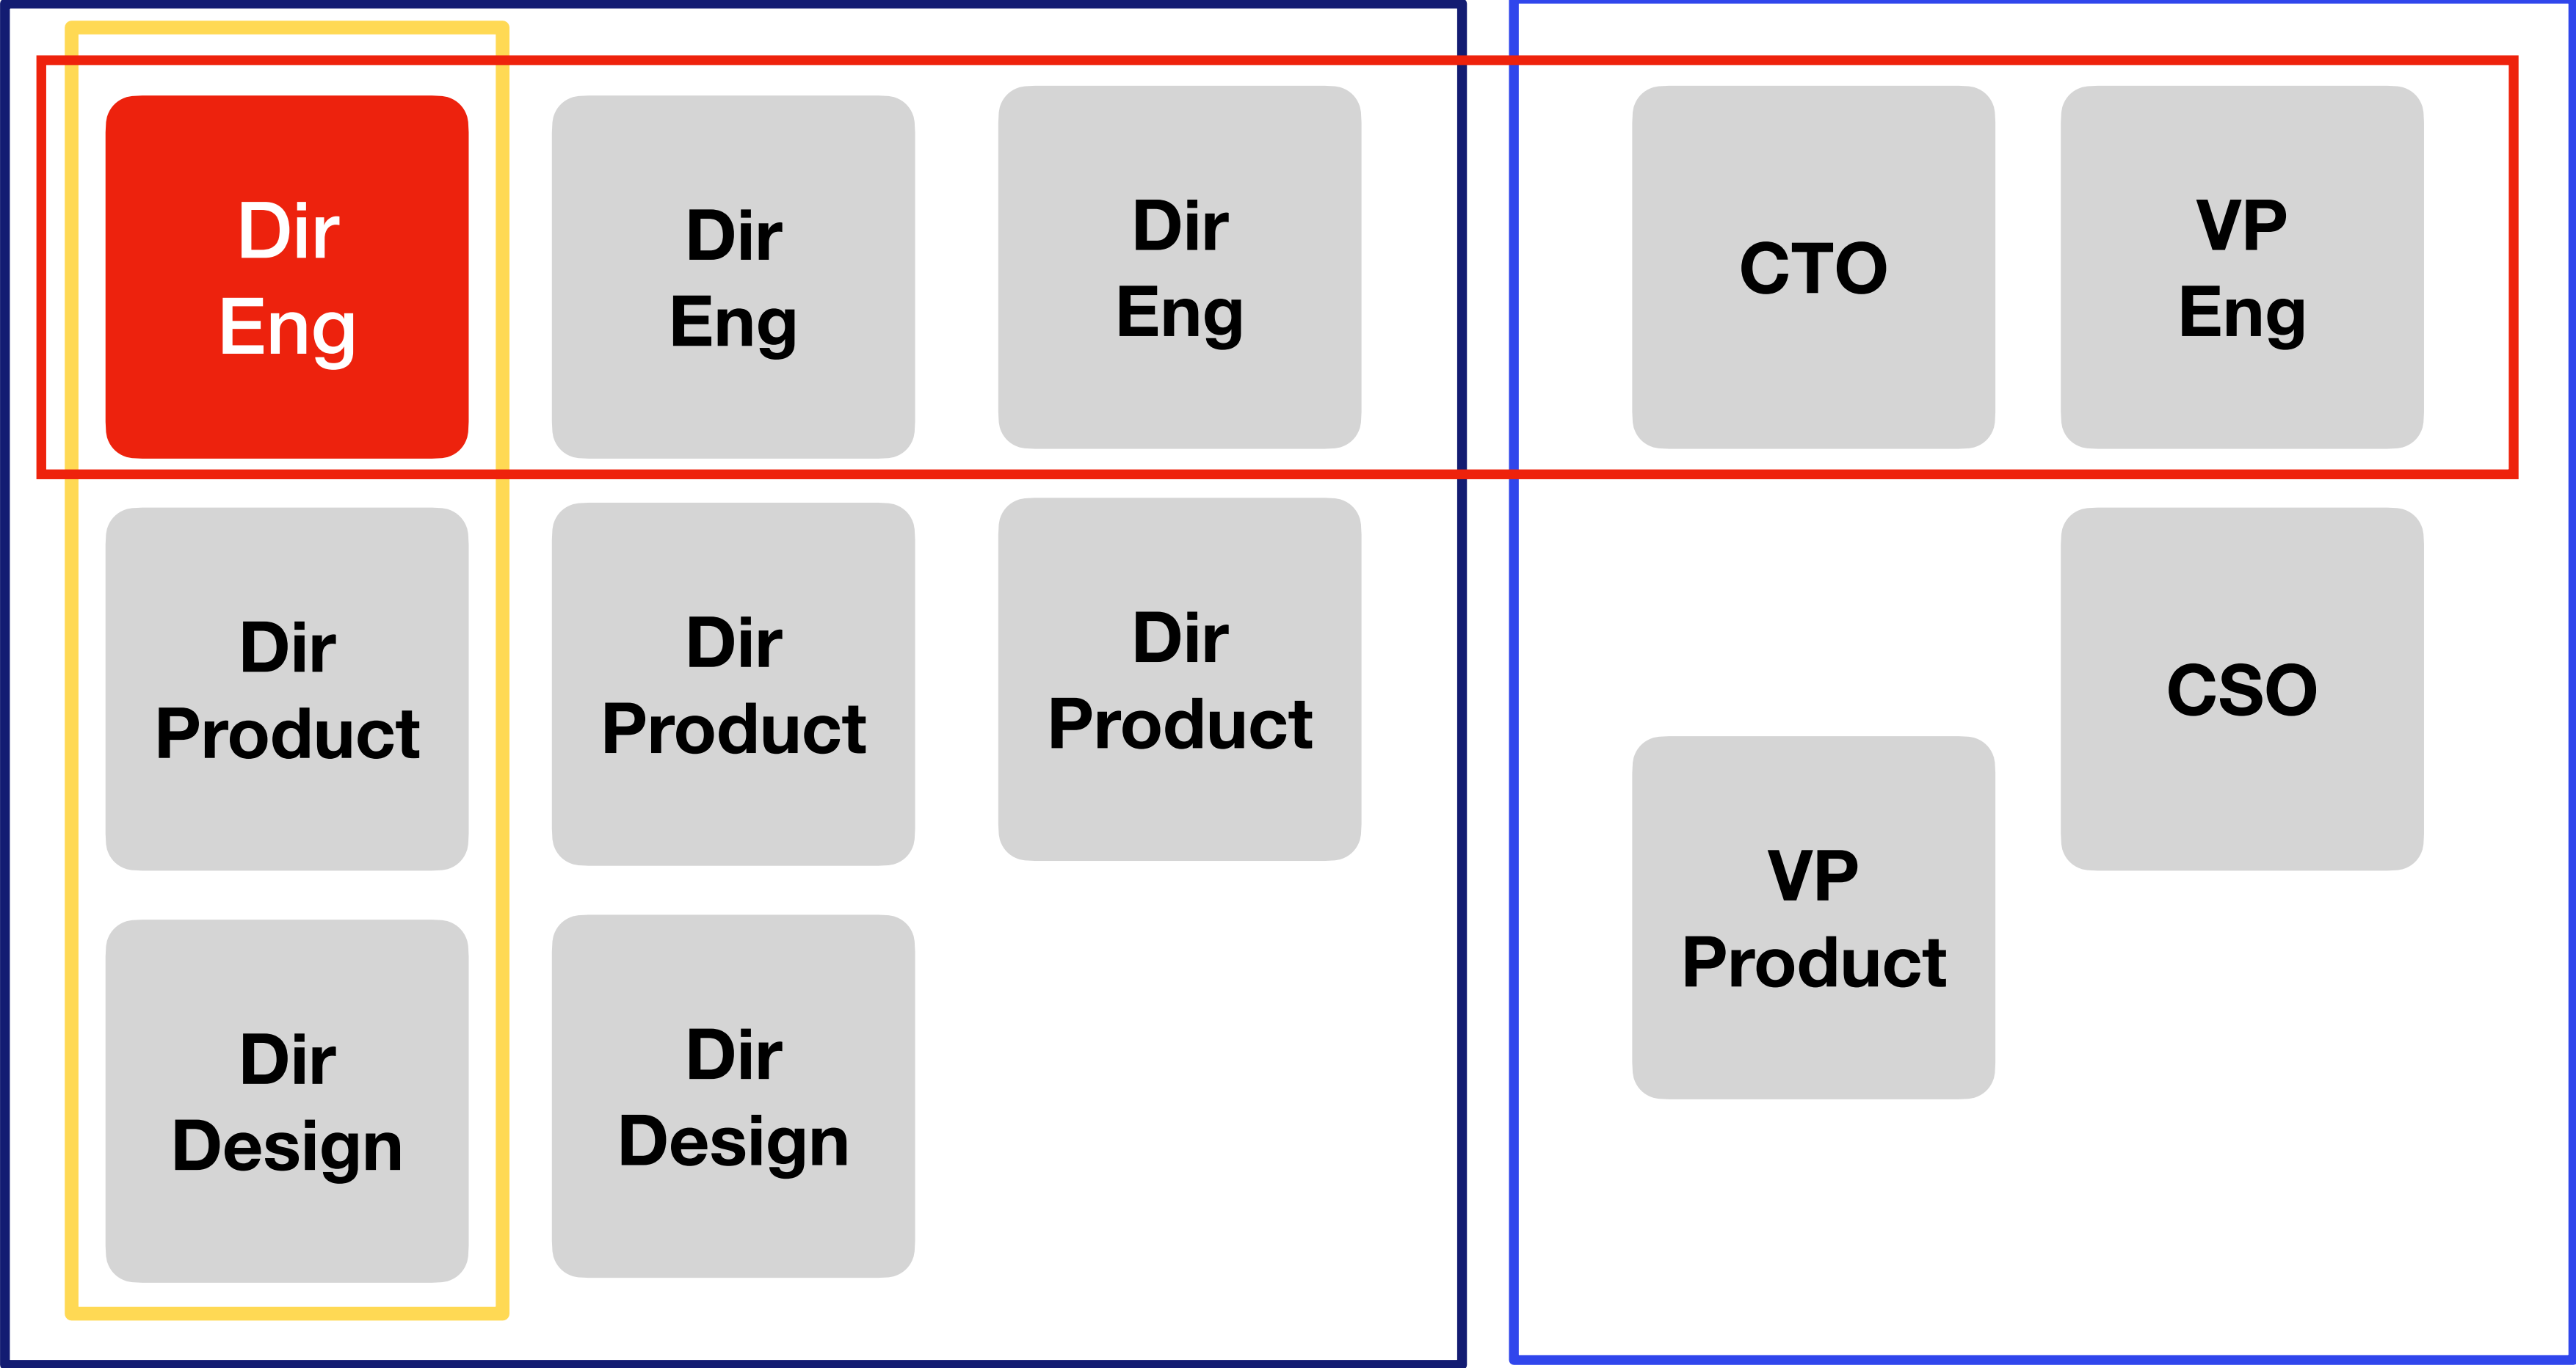 Dir
Eng
Dir
Eng
Dir
Eng
CTO
VP
Eng
Dir
Product
Dir
Product
Dir
Product
CSO
VP
Product
Dir
Design
Dir
Design